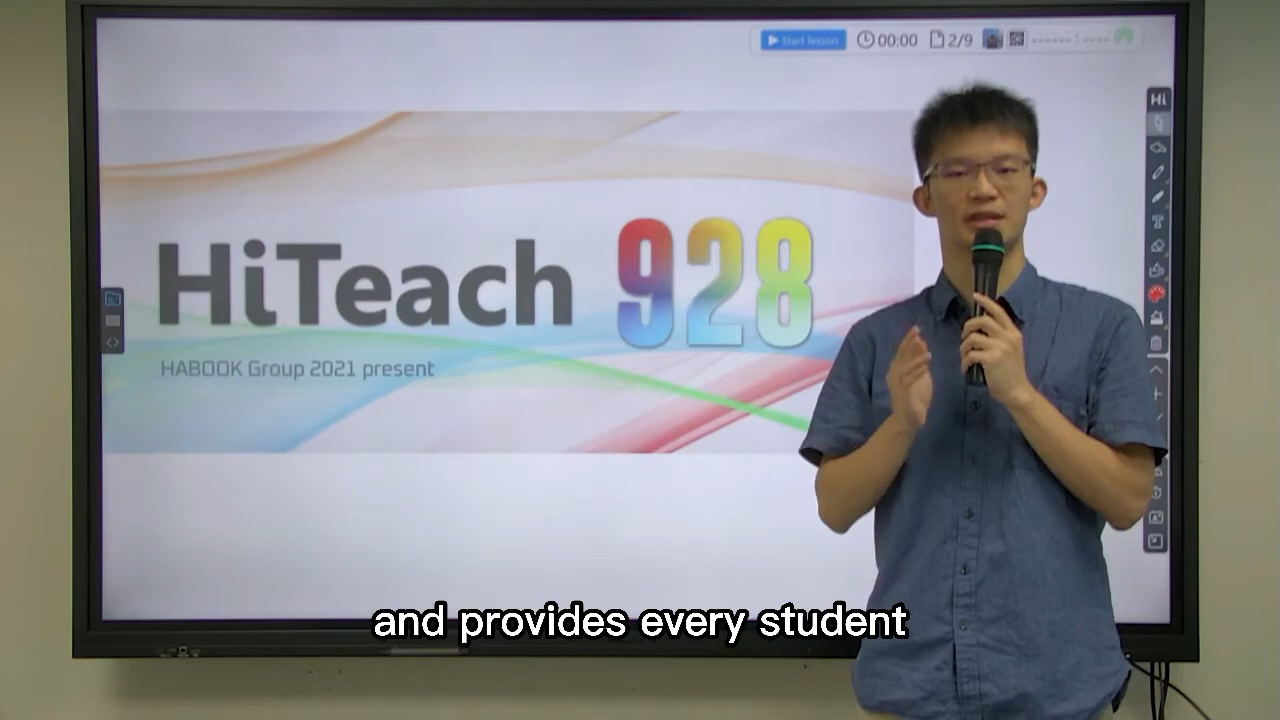 Start lesson
00:00
2/9
Hi
HiTeach 928
HABOOK Group 2021 present
and provides every student